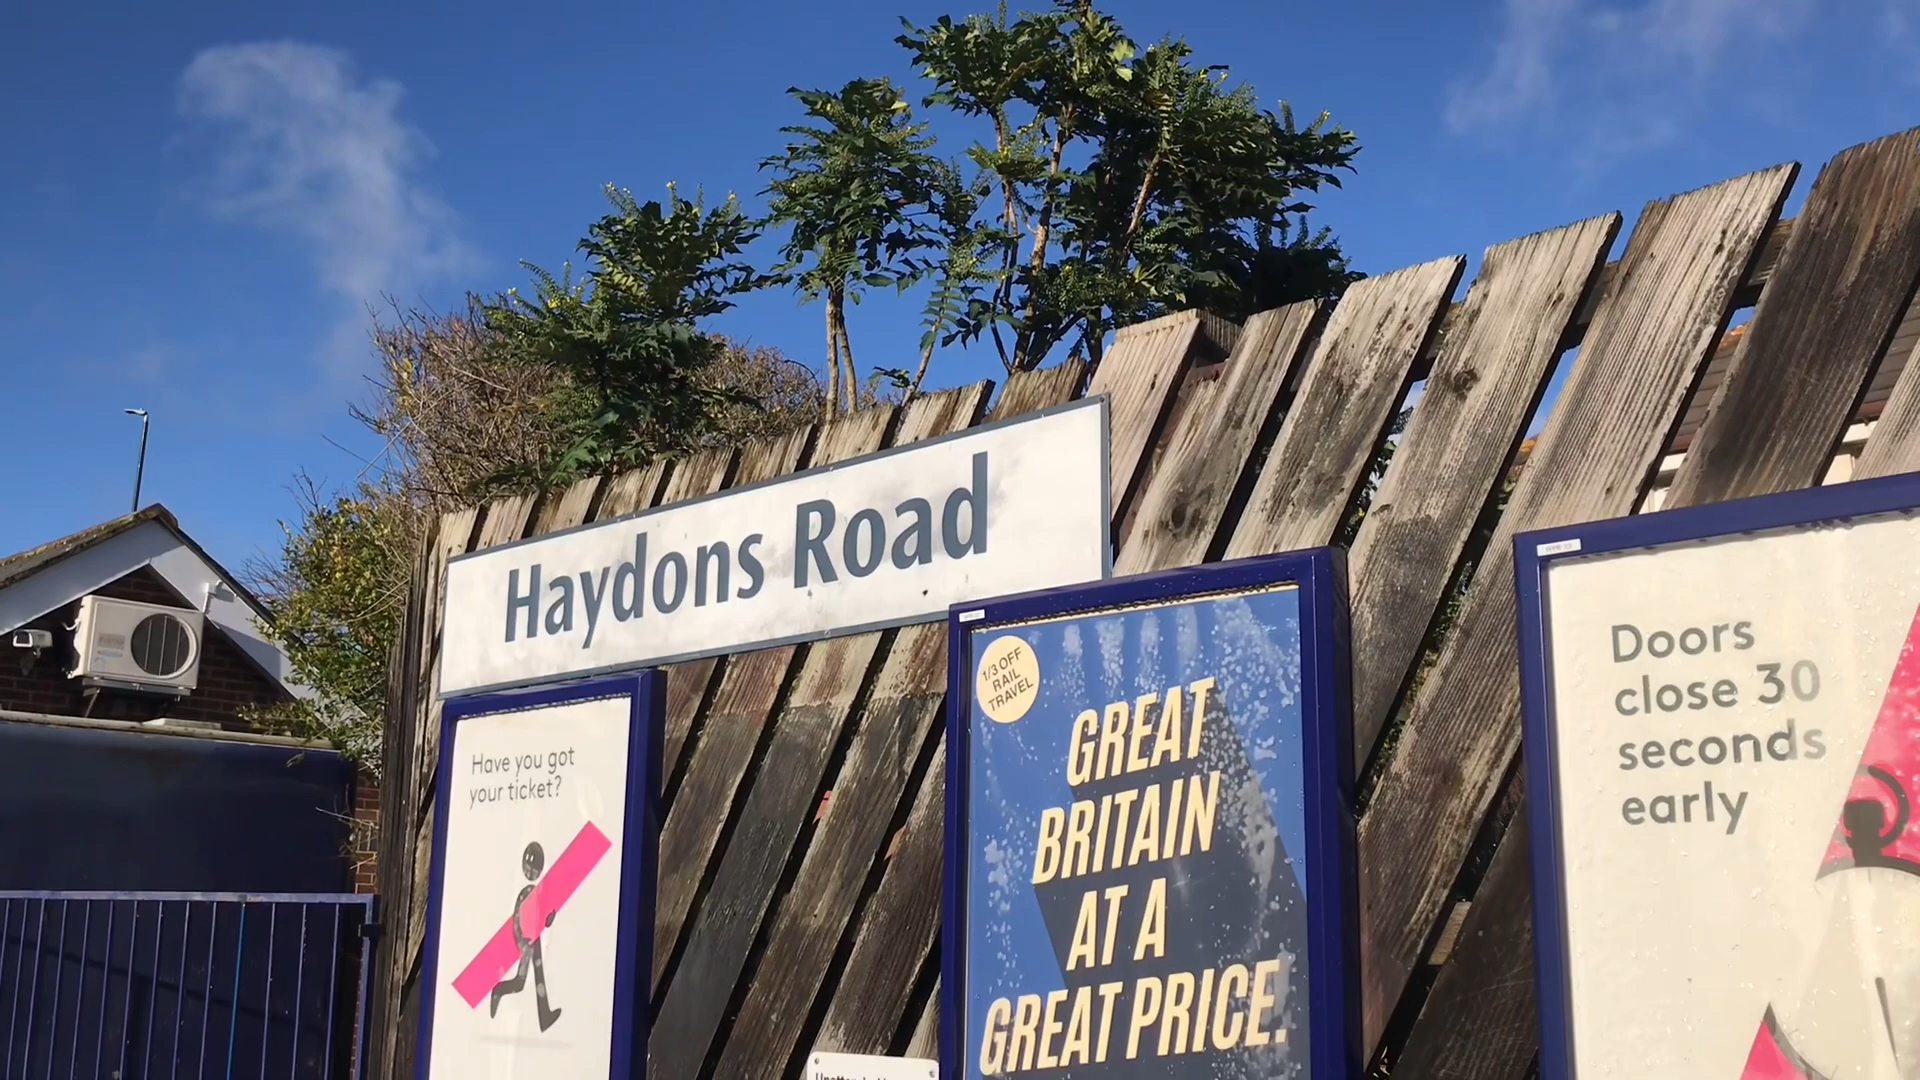 Haydons Road
Have you got
your ticket?
1/3 OFF
RAIL
TRAVEL
GREAT
BRITAIN
AT A
GREAT PRICE.
Doors
close 30
seconds
early